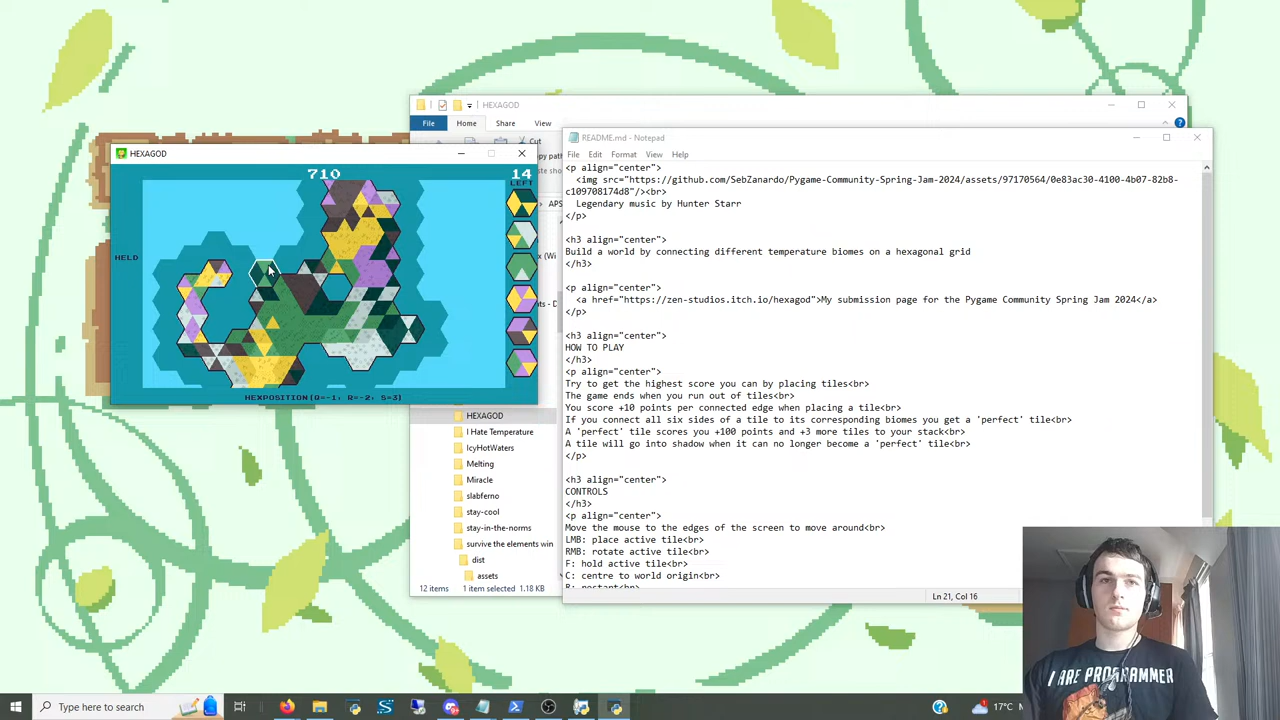 HEXAGOD
File
Home
Share
View
Cut
opy path
README.md - Notepad
File Edit Format View Help
<p align="center">
<img src="https://github.com/SebZanardo/Pygame-Community-Spring-Jam-2024/assets/97170564/0e83ac30-4100-4b07-82b8-
c109708174d8"/><br>
Legendary music by Hunter Starr
</p>
<h3 align="center">
Build a world by connecting different temperature biomes on a hexagonal grid
</h3>
<p align="center">
<a href="https://zen-studios.itch.io/hexagod">My submission page for the Pygame Community Spring Jam 2024</a>
</p>
<h3 align="center">
HOW TO PLAY
</h3>
<p align="center">
Try to get the highest score you can by placing tiles<br>
The game ends when you run out of tiles<br>
You score +10 points per connected edge when placing a tile<br>
If you connect all six sides of a tile to its corresponding biomes you get a 'perfect' tile<br>
A 'perfect' tile scores you +100 points and +3 more tiles to your stack<br>
A tile will go into shadow when it can no longer become a 'perfect' tile<br>
</p>
<h3 align="center">
CONTROLS
</h3>
<p align="center">
Move the mouse to the edges of the screen to move around<br>
LMB: place active tile<br>
RMB: rotate active tile<br>
F: hold active tile<br>
C: centre to world origin<br>
R: restart<br>
Ln 21, Col 16
HEXAGOD
710
14
LEFT
HELD
HEXPOSITION(Q=-1; R=-2; S=3)
HEXAGOD
I Hate Temperature
IcyHotWaters
Melting
Miracle
slabferno
stay-cool
stay-in-the-norms
survive the elements win
dist
assets
12 items
1 item selected 1.18 KB
I ARE PROGRAMMER
Type here to search
17°C